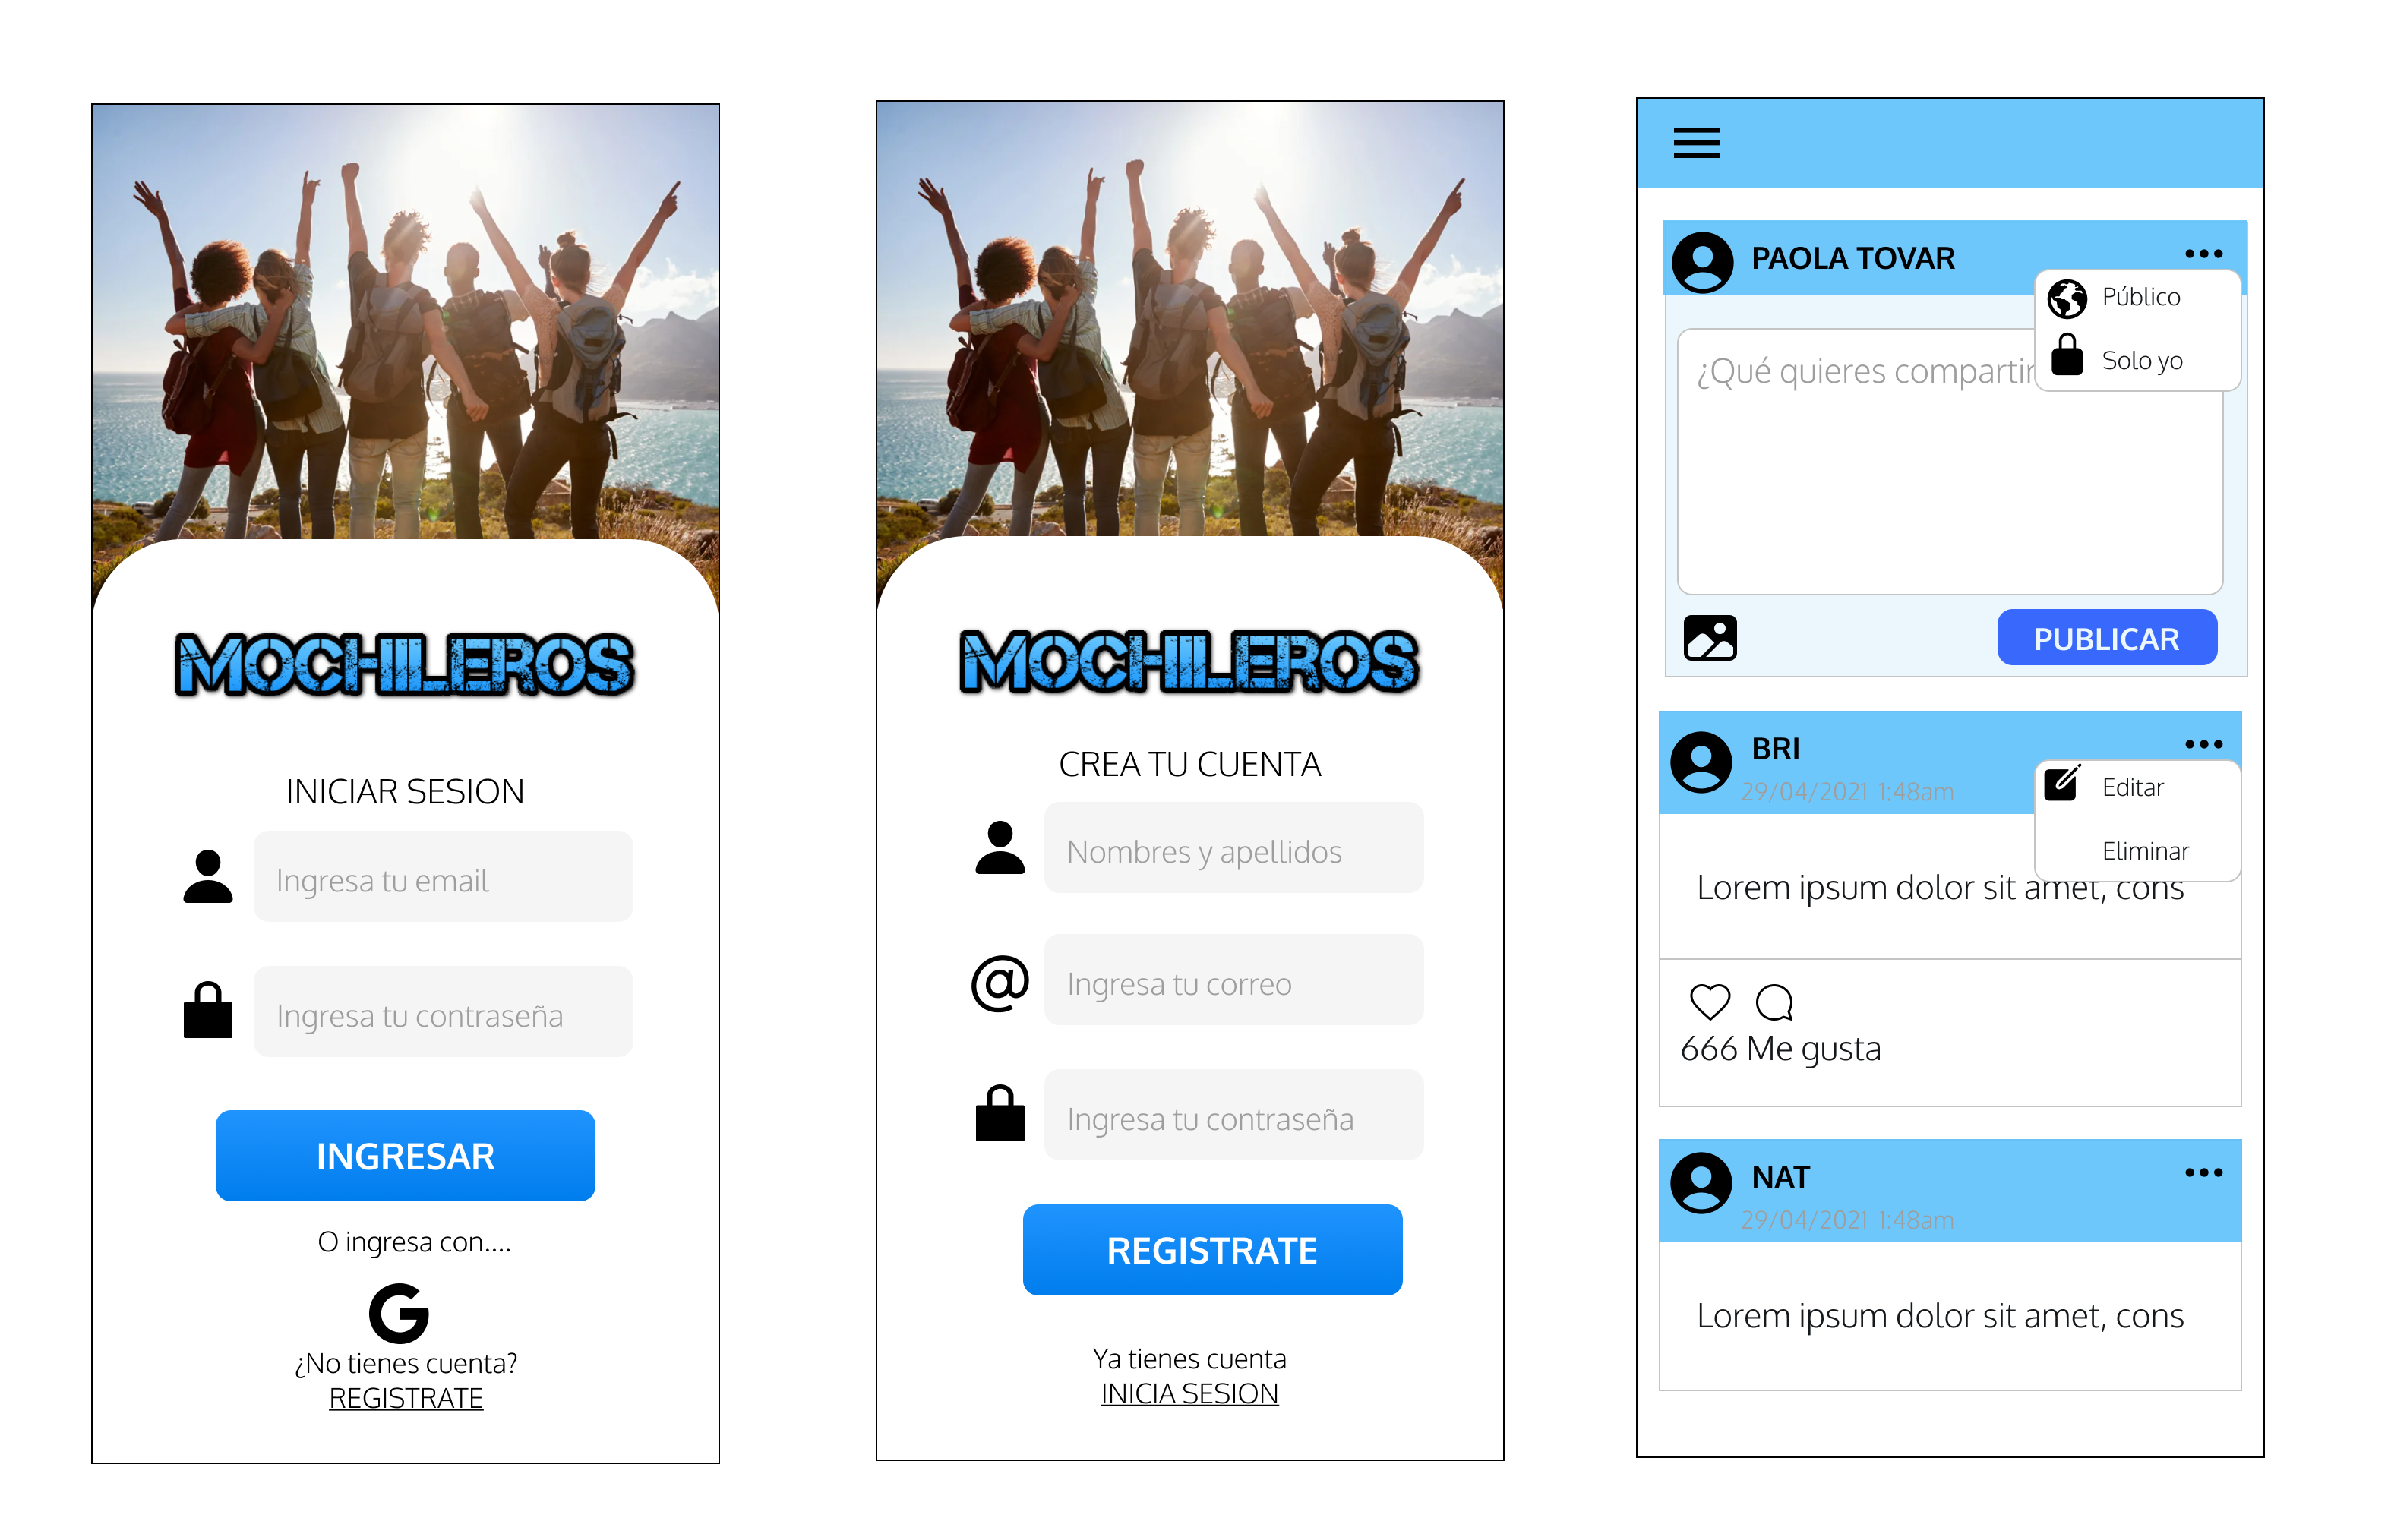 MOCHILEROS
INICIAR SESION
Ingresa tu email
Ingresa tu contraseña
INGRESAR
O ingresa con....
G
¿No tienes cuenta?
REGISTRATE
MOCHILEROS
CREA TU CUENTA
Nombres y apellidos
@
Ingresa tu correo
Ingresa tu contraseña
REGISTRATE
Ya tienes cuenta
INICIA SESION
PAOLA TOVAR
Público
Solo yo
¿Qué quieres compartir
PUBLICAR
BRI
29/04/2021 1:48am
Editar
Eliminar
Lorem ipsum dolor sit amet, cons
666 Me gusta
NAT
29/04/2021 1:48am
Lorem ipsum dolor sit amet, cons